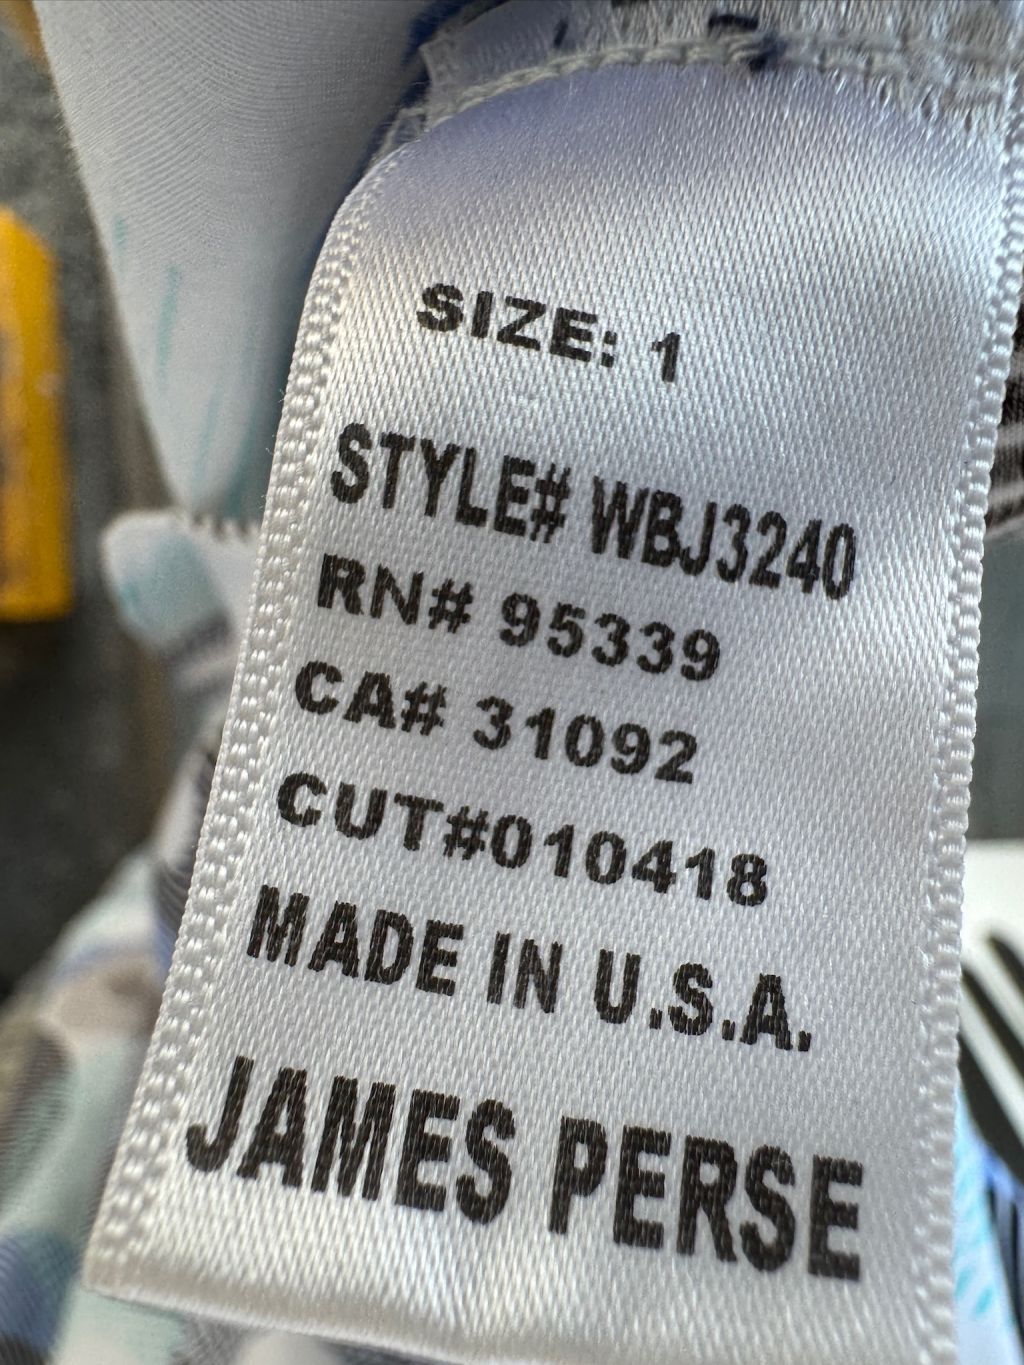 SIZE: 1
STYLE# WBJ3240
RN# 95339
CA# 31092
CUT#010418
MADE IN U.S.A.
JAMES PERSE